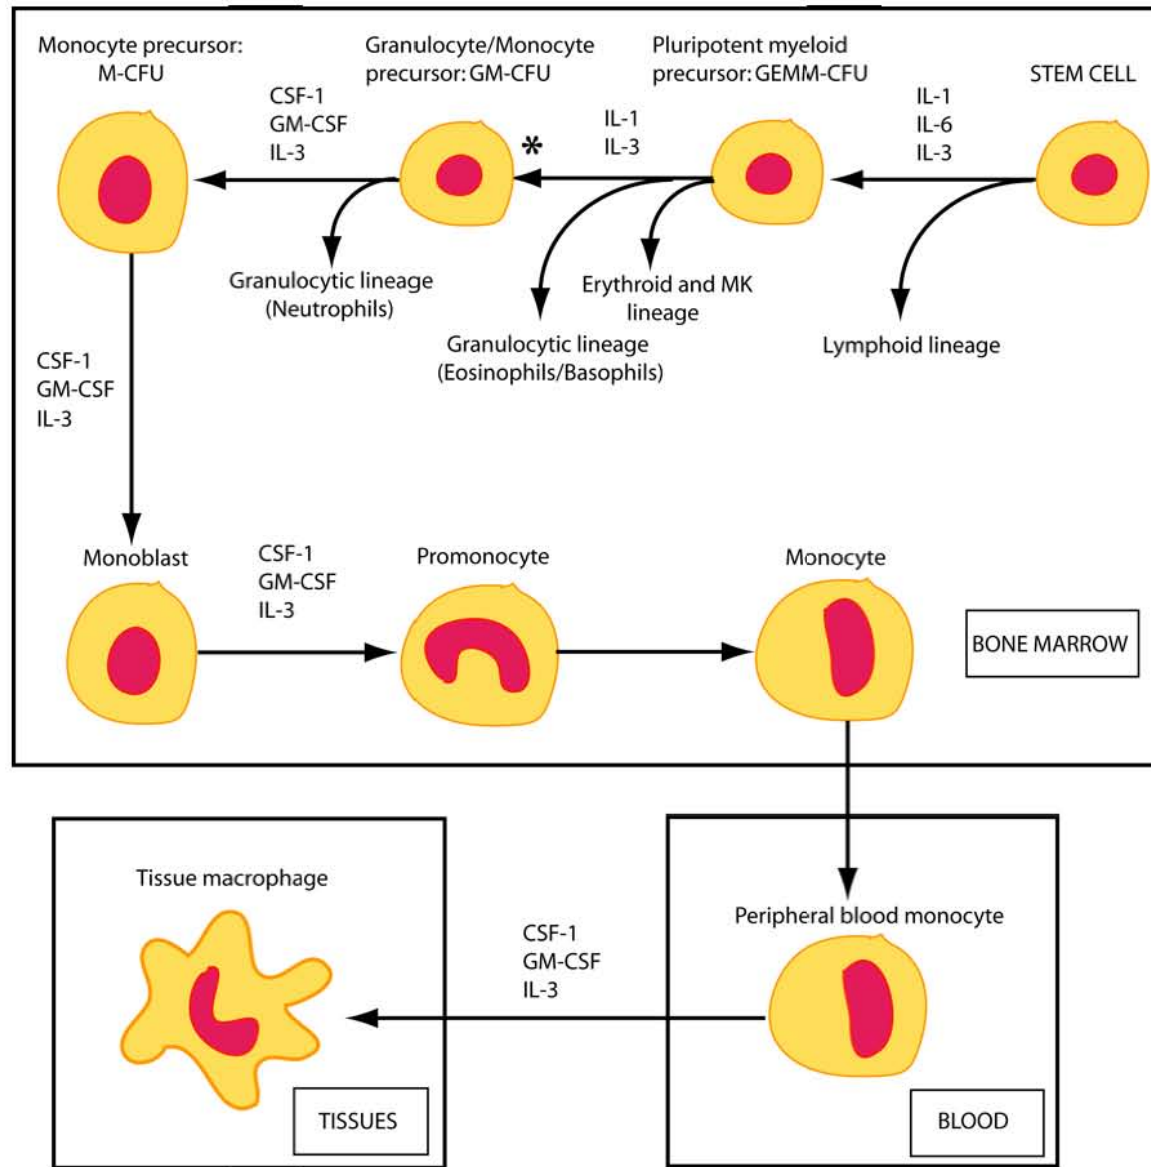 Monocyte precursor:
M-CFU
CSF-1
GM-CSF
IL-3
Granulocyte/Monocyte
precursor: GM-CFU
*
IL-1
IL-3
Pluripotent myeloid
precursor: GEMM-CFU
IL-1
IL-6
IL-3
STEM CELL
Granulocytic lineage
(Neutrophils)
Granulocytic lineage
(Eosinophils/Basophils)
Erythroid and MK
lineage
Lymphoid lineage
CSF-1
GM-CSF
IL-3
Monoblast
CSF-1
GM-CSF
IL-3
Promonocyte
Monocyte
BONE MARROW
Tissue macrophage
TISSUES
CSF-1
GM-CSF
IL-3
Peripheral blood monocyte
BLOOD